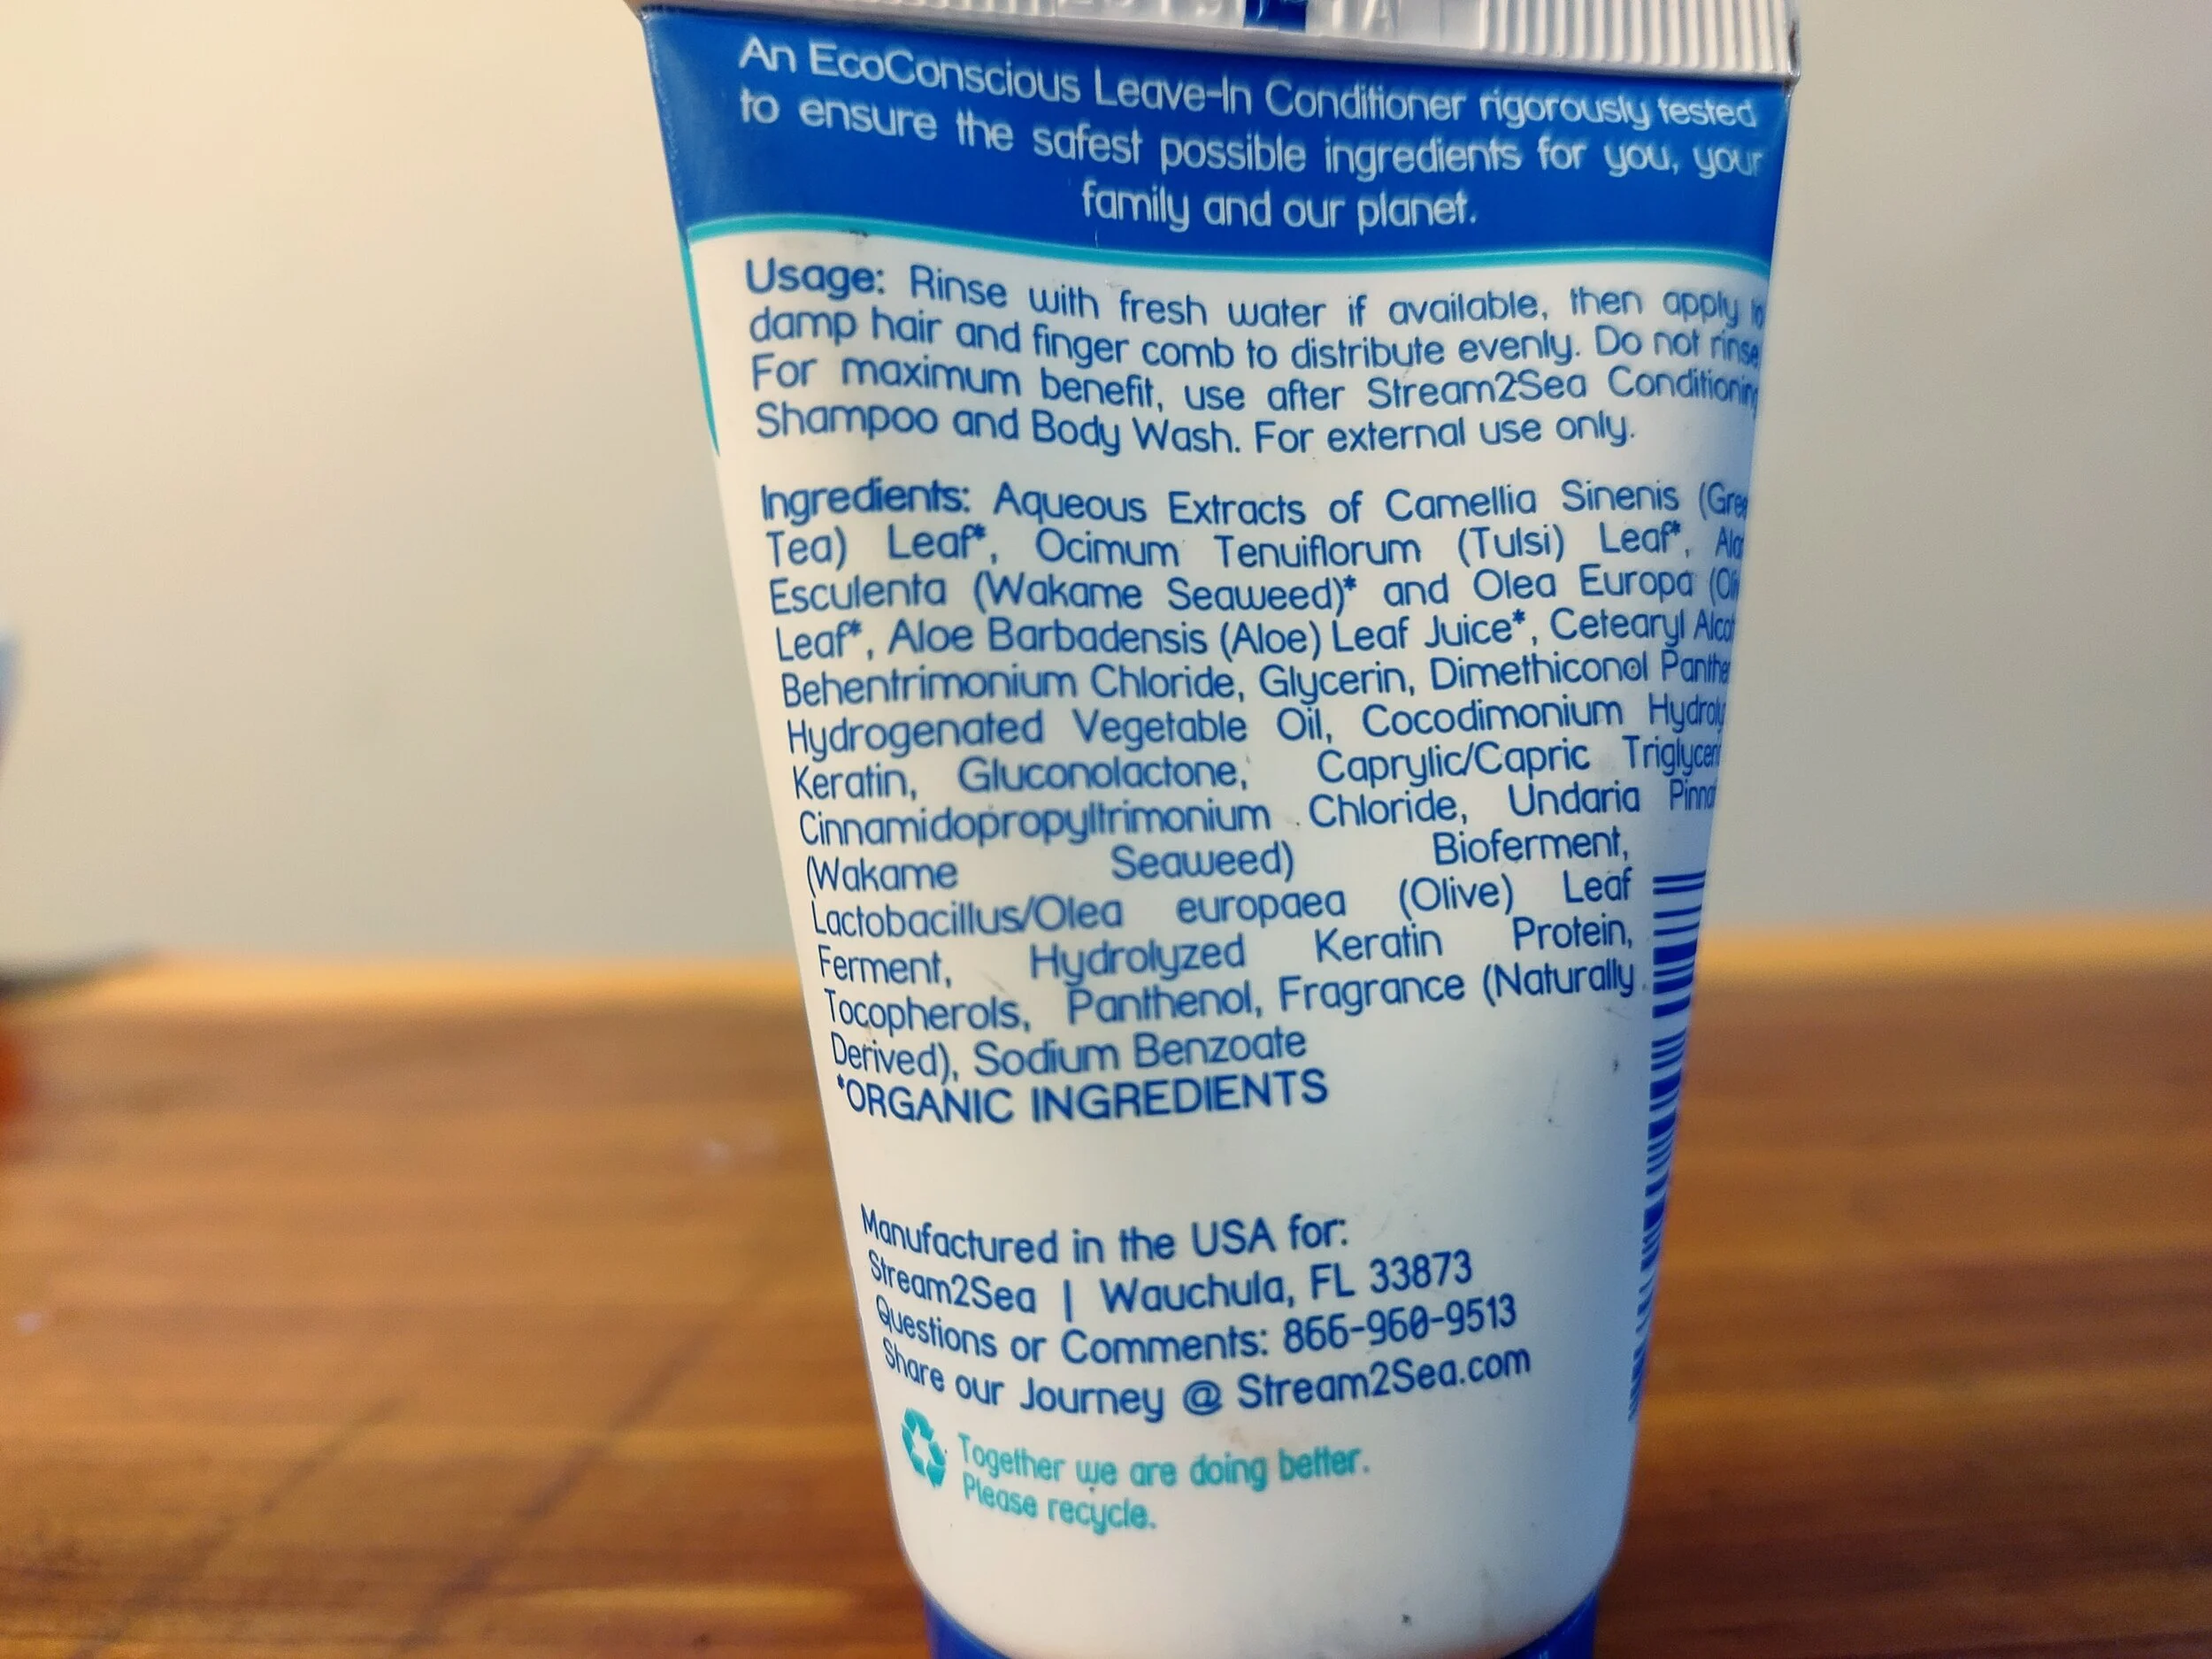 An EcoConscious Leave-In Conditioner rigorously tested
to ensure the safest possible ingredients for you, your
family and our planet.
Usage: Rinse with fresh water if available, then apply to
damp hair and finger comb to distribute evenly. Do not rinse
For maximum benefit, use after Stream2Sea Conditioning
Shampoo and Body Wash. For external use only.
Ingredients: Aqueous Extracts of Camellia Sinenis
Tea) Leaf*, Ocimum Tenuiflorum (Tulsi) Leaf*,
Esculenta (Wakame Seaweed)* and Olea Europa
Leaf*, Aloe Barbadensis (Aloe) Leaf Juice*, Cetearyl
Behentrimonium Chloride, Glycerin, Dimethiconol
Hydrogenated Vegetable Oil, Cocodimonium
Keratin, Gluconolactone, Caprylic/Capric
Cinnamidopropyltrimonium Chloride, Undaria
(Wakame Seaweed) Bioferment,
Lactobacillus/Olea europaea (Olive) Leaf
Ferment, Hydrolyzed Keratin Protein,
Tocopherols, Panthenol, Fragrance (Naturally
Derived), Sodium Benzoate
*ORGANIC INGREDIENTS
Manufactured in the USA for:
Stream2Sea | Wauchula, FL 33873
Questions or Comments: 866-960-9513
Share our Journey @ Stream2Sea.com
Together we are doing better.
Please recycle.